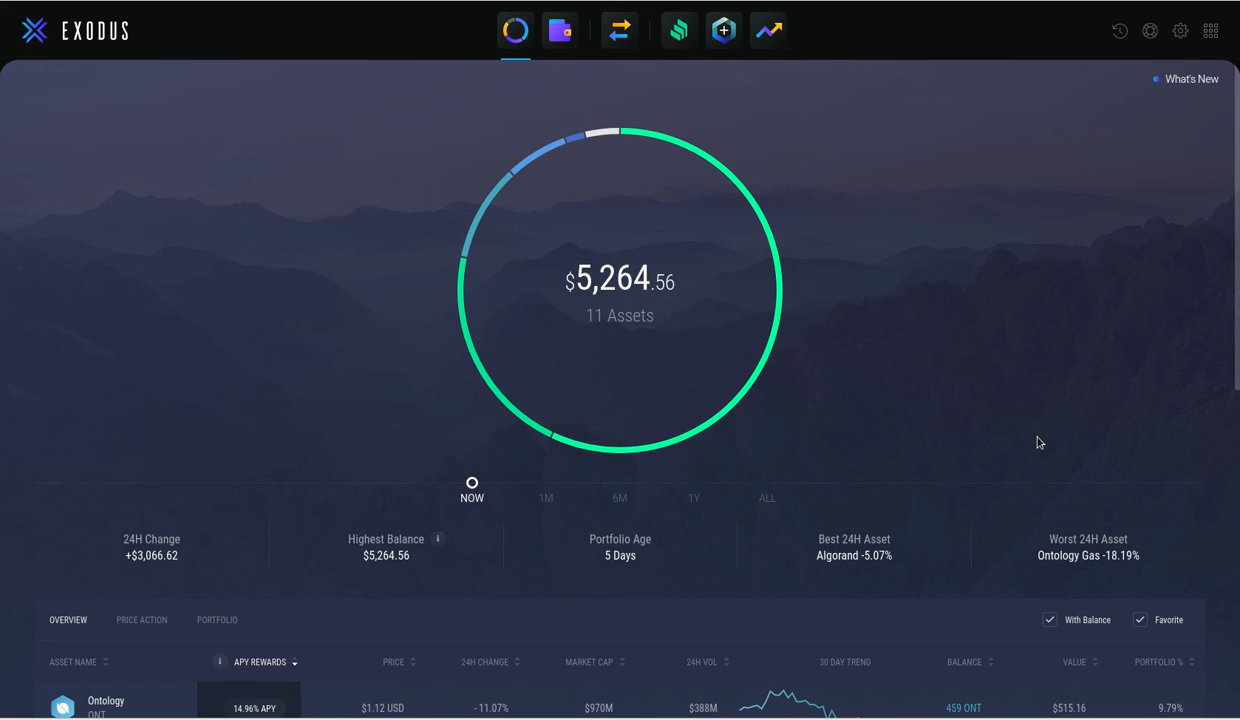 EXODUS
What's New
$5,264.56
11 Assets
NOW 1M 6M 1Y ALL
24H Change Highest Balance i Portfolio Age Best 24H Asset Worst 24H Asset
+$3,066.62 $5,264.56 5 Days Algorand -5.07% Ontology Gas -18.19%
OVERVIEW PRICE ACTION PORTFOLIO With Balance Favorite
ASSET NAME i APY REWARDS PRICE 24H CHANGE MARKET CAP 24H VOL 30 DAY TREND BALANCE VALUE PORTFOLIO %
Ontology
ONT
14.96% APY $1.12 USD - 11.07% $970M $388M 459 ONT $515.16 9.79%